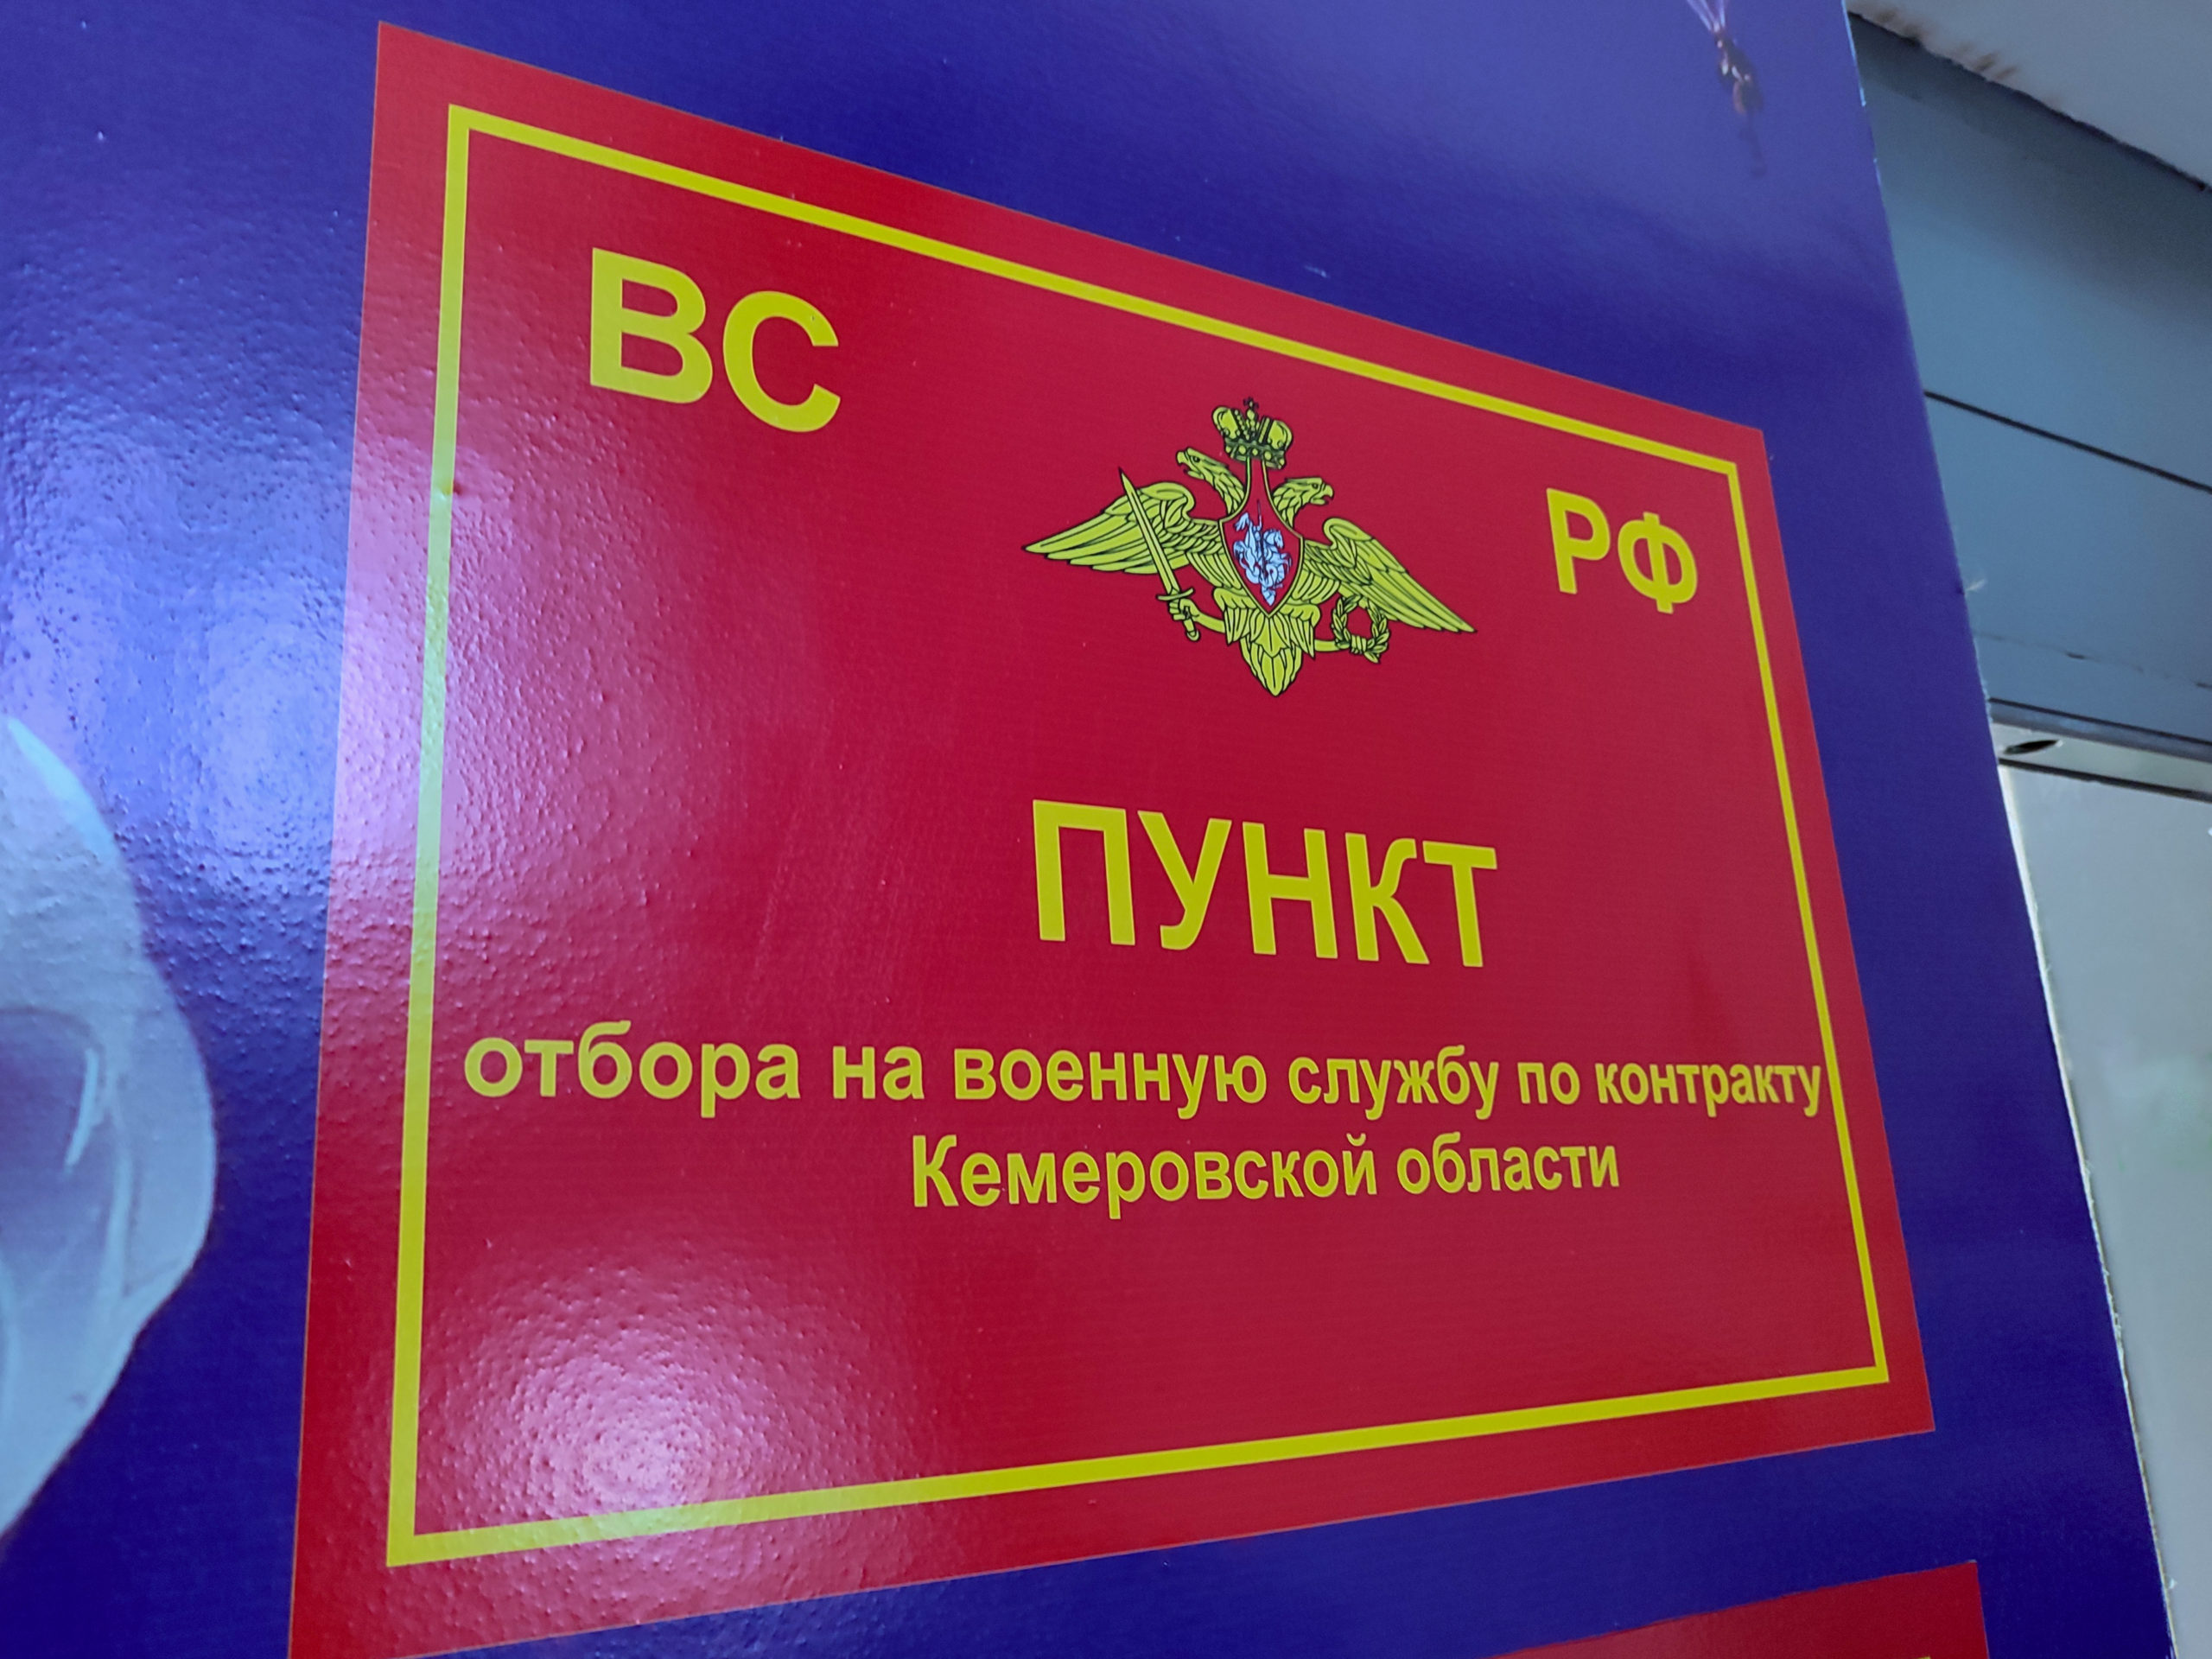 ВС РФ
ПУНКТ
отбора на военную службу по контракту
Кемеровской области